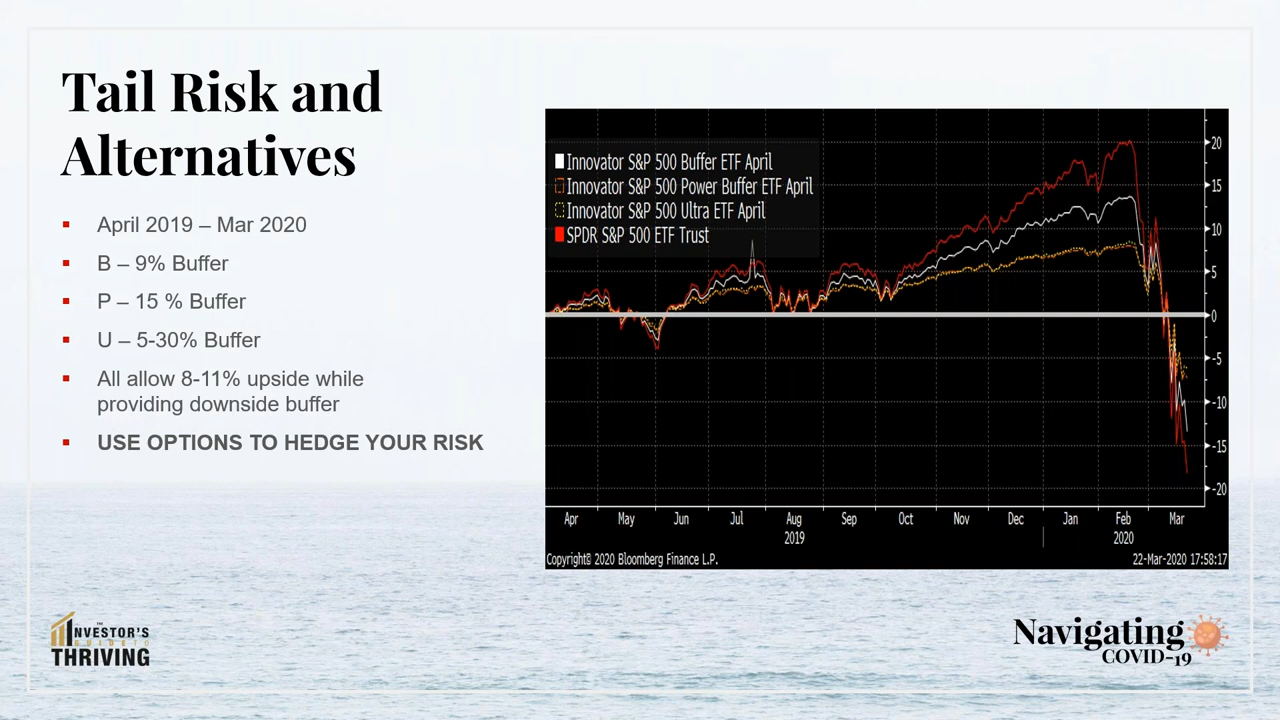 Tail Risk and
Alternatives
April 2019 – Mar 2020
B – 9% Buffer
P – 15 % Buffer
U – 5-30% Buffer
All allow 8-11% upside while
providing downside buffer
USE OPTIONS TO HEDGE YOUR RISK
Innovator S&P 500 Buffer ETF April
Innovator S&P 500 Power Buffer ETF April
Innovator S&P 500 Ultra ETF April
SPDR S&P 500 ETF Trust
20
15
10
5
0
-5
-10
-15
-20
Apr May Jun Jul Aug Sep Oct Nov Dec Jan Feb Mar
2019 2020
Copyright© 2020 Bloomberg Finance L.P. 22-Mar-2020 17:58:17
THE
INVESTOR'S
GUIDE TO
THRIVING
Navigating
COVID-19